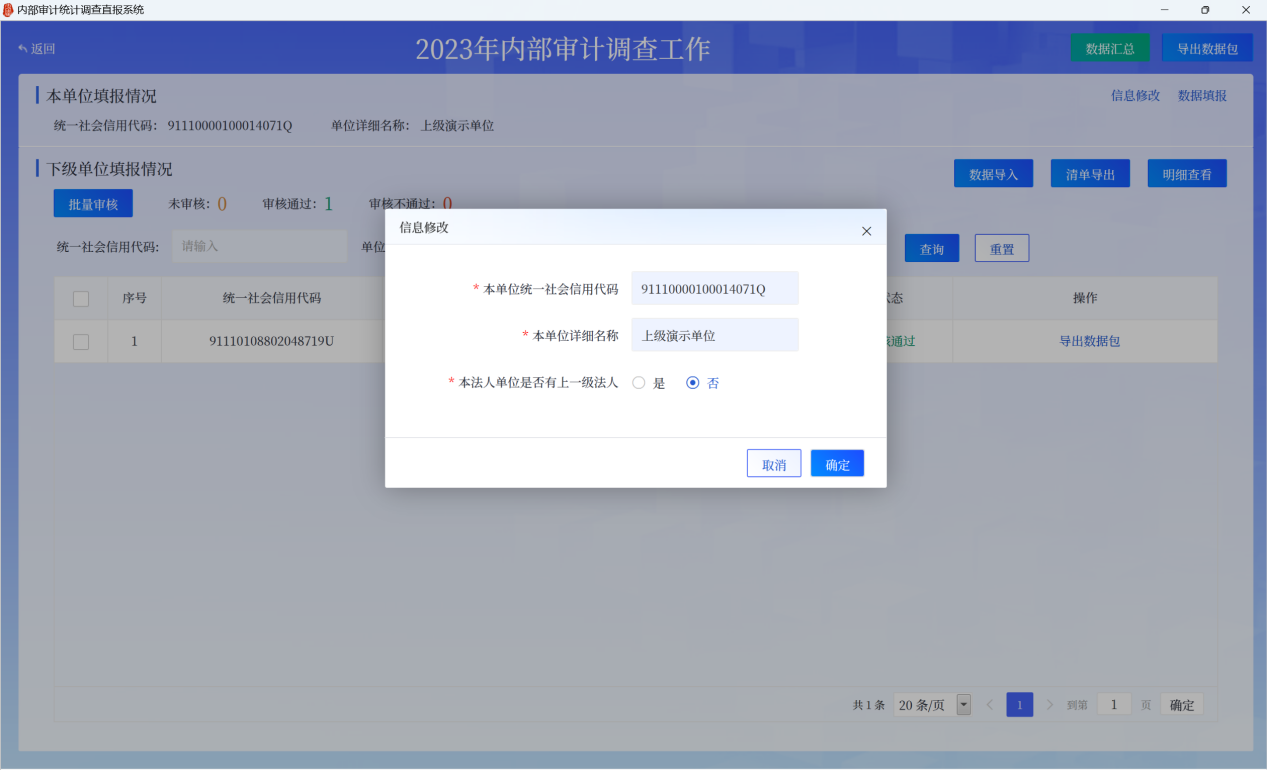 内部审计统计调查直报系统
返回
2023年内部审计调查工作
数据汇总
导出数据包
本单位填报情况
信息修改 数据填报
统一社会信用代码： 91110000100014071Q 单位详细名称： 上级演示单位
下级单位填报情况
数据导入 清单导出 明细查看
批量审核 未审核： 0 审核通过： 1 审核不通过： 0
统一社会信用代码: 请输入 单位
查询 重置
序号 统一社会信用代码 态 操作
1 91110108802048719U 通过 导出数据包
信息修改
* 本单位统一社会信用代码 91110000100014071Q
* 本单位详细名称 上级演示单位
* 本法人单位是否有上一级法人 是 否
取消 确定
共 1 条 20 条/页 1 到第 1 页 确定